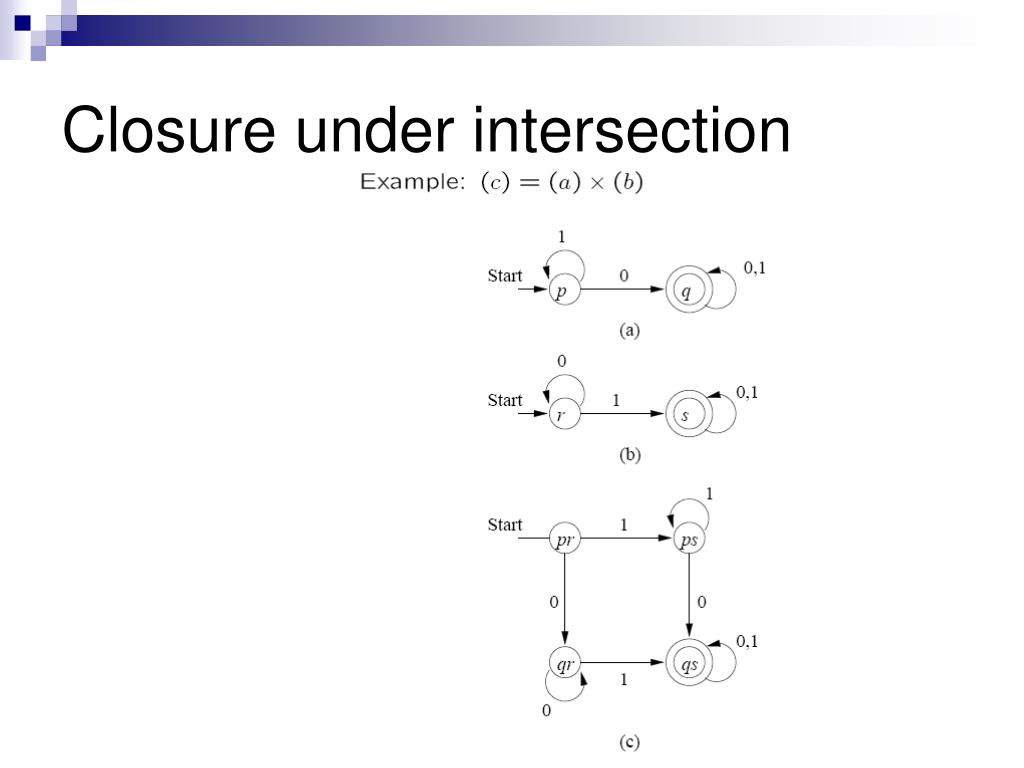 Closure under intersection
Example: (c) = (a) × (b)
1
Start
0
0,1
p
q
(a)
0
Start
1
0,1
r
s
(b)
1
Start
1
pr
ps
0
0
0,1
qr
qs
1
0
(c)